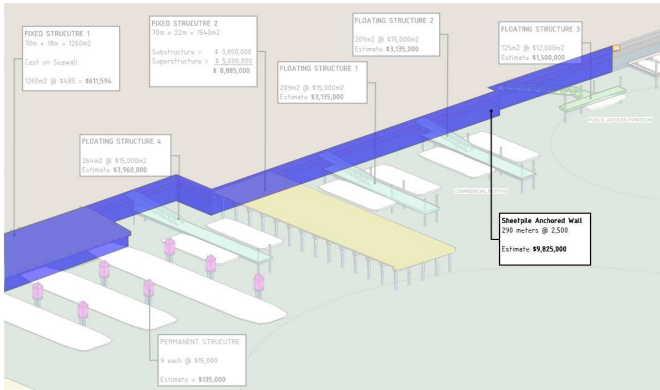 FIXED STRUCUTRE 1
70m x 18m = 1260m2
Cast un Seawall
1260m2 @ $485 = $611,594
FIXED STRUCUTRE 2
70m x 22m = 1540m2
Substructure = $ 3,850,000
Superstructure = $ 5,000,000
$ 8,885,000
FLOATING STRUCTURE 2
209m2 @ $15,000m2
Estimate $3,135,000
FLOATING STRUCTURE 3
125m2 @ $12,000m2
Estimate $1,500,000
FLOATING STRUCTURE 1
209m2 @ $15,000m2
Estimate $3,135,000
PUBLIC ACCESS PONTOON
FLOATING STRUCTURE 4
264m2 @ $15,000m2
Estimate $3,960,000
COMMERCIAL BERTHS
Sheetpile Anchored Wall
290 meters @ 2,500
Estimate $9,825,000
PERMANENT STRUCUTRE
9 each @ $15,000
Estimate = $135,000